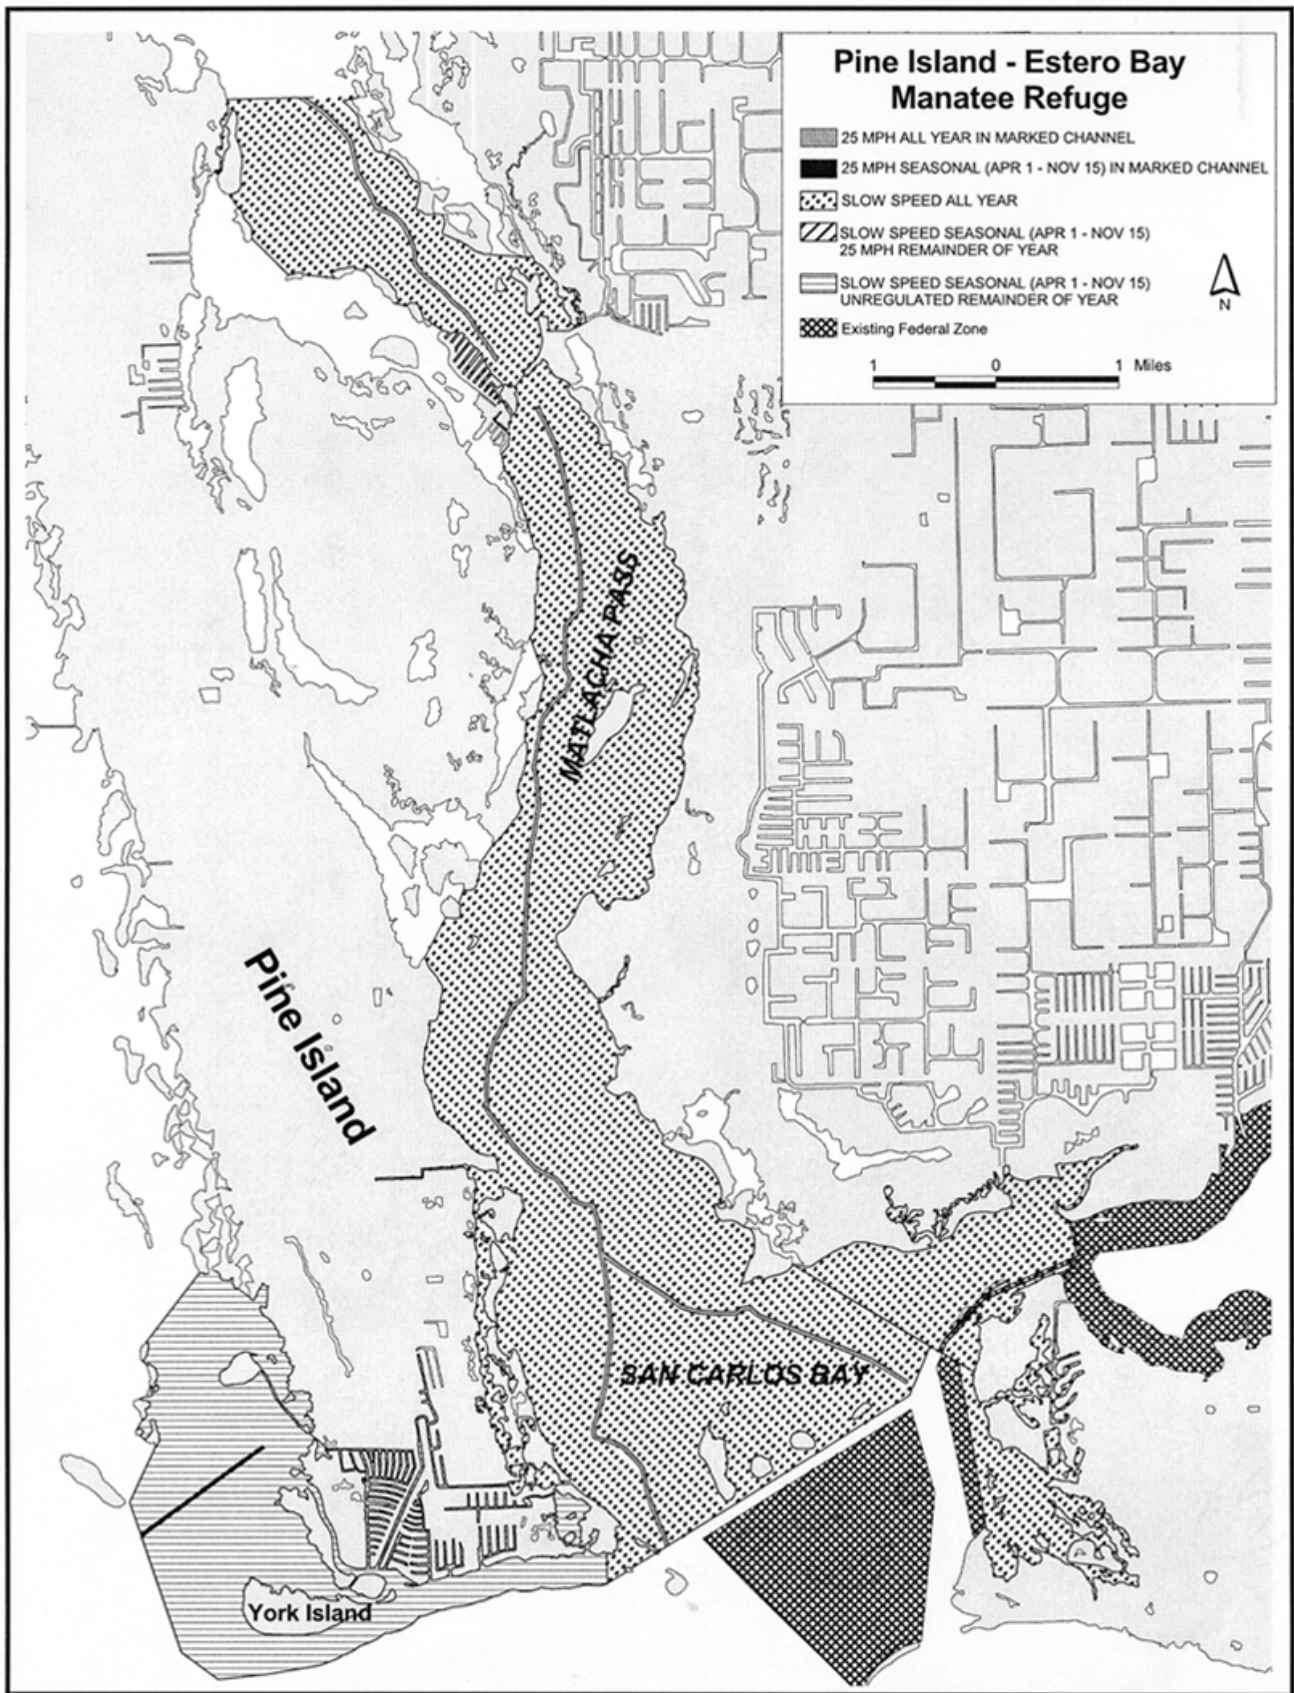 Pine Island - Estero Bay
Manatee Refuge
25 MPH ALL YEAR IN MARKED CHANNEL
25 MPH SEASONAL (APR 1 - NOV 15) IN MARKED CHANNEL
SLOW SPEED ALL YEAR
SLOW SPEED SEASONAL (APR 1 - NOV 15)
25 MPH REMAINDER OF YEAR
SLOW SPEED SEASONAL (APR 1 - NOV 15)
UNREGULATED REMAINDER OF YEAR
N
Existing Federal Zone
1 0 1 Miles
MATLACHA PASS
Pine Island
SAN CARLOS BAY
York Island